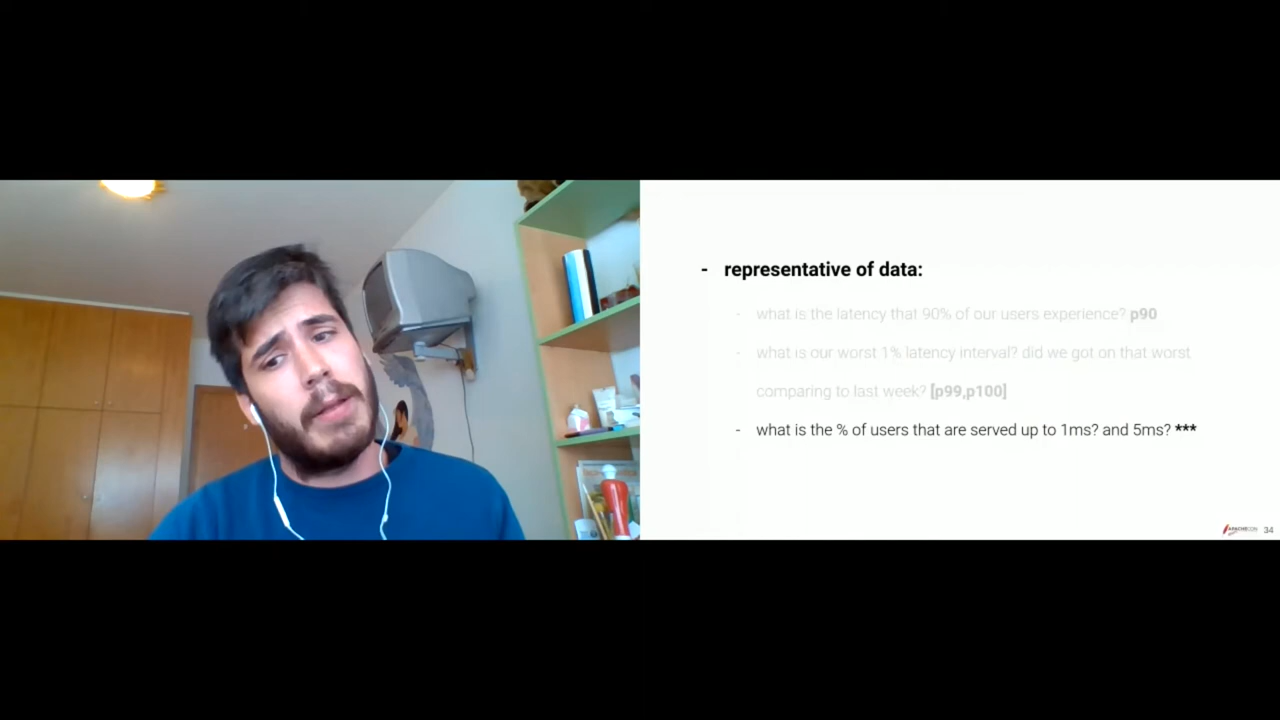 - representative of data:
- what is the latency that 90% of our users experience? p90
- what is our worst 1% latency interval? did we got on that worst
comparing to last week? [p99,p100]
- what is the % of users that are served up to 1ms? and 5ms? ***
APACHECON
34